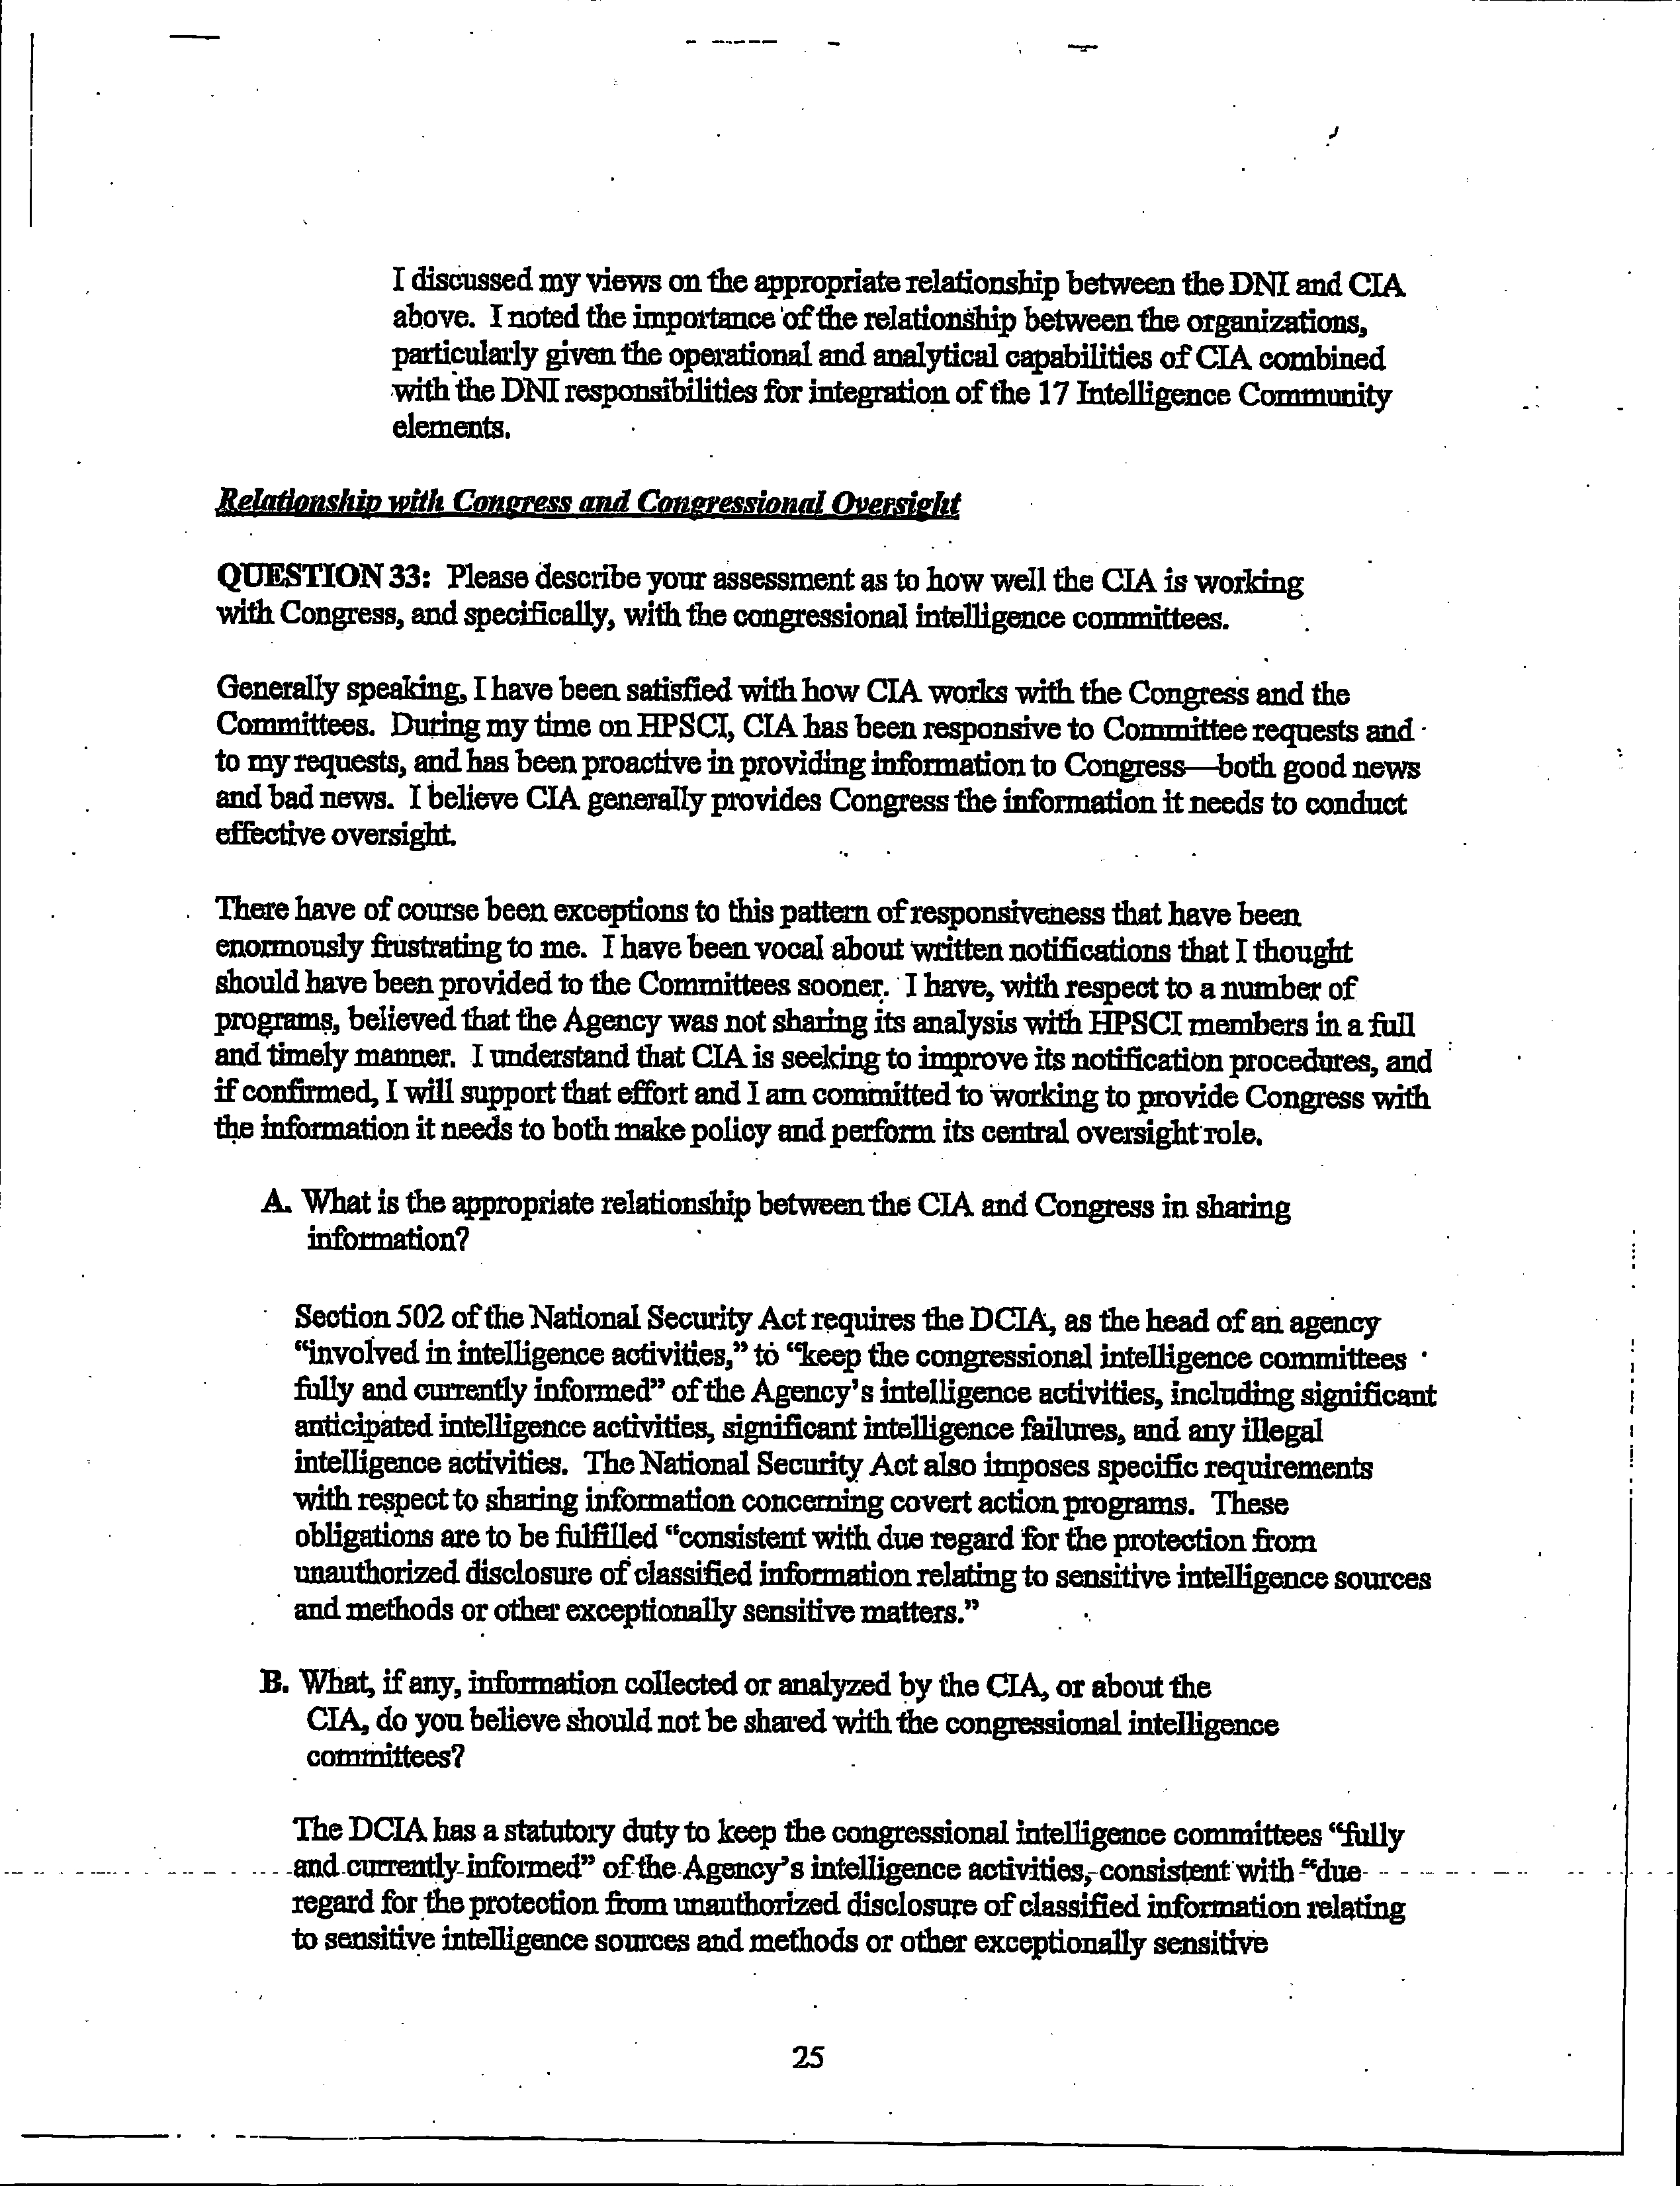 I discussed my views on the appropriate relationship between the DNI and CIA
above. I noted the importance of the relationship between the organizations,
particularly given the operational and analytical capabilities of CIA combined
with the DNI responsibilities for integration of the 17 Intelligence Community
elements.
Relationship with Congress and Congressional Oversight
QUESTION 33: Please describe your assessment as to how well the CIA is working
with Congress, and specifically, with the congressional intelligence committees.
Generally speaking, I have been satisfied with how CIA works with the Congress and the
Committees. During my time on HPSCI, CIA has been responsive to Committee requests and
to my requests, and has been proactive in providing information to Congress—both good news
and bad news. I believe CIA generally provides Congress the information it needs to conduct
effective oversight.
There have of course been exceptions to this pattern of responsiveness that have been
enormously frustrating to me. I have been vocal about written notifications that I thought
should have been provided to the Committees sooner. I have, with respect to a number of
programs, believed that the Agency was not sharing its analysis with HPSCI members in a full
and timely manner. I understand that CIA is seeking to improve its notification procedures, and
if confirmed, I will support that effort and I am committed to working to provide Congress with
the information it needs to both make policy and perform its central oversight role.
A. What is the appropriate relationship between the CIA and Congress in sharing
information?
Section 502 of the National Security Act requires the DCIA, as the head of an agency
“involved in intelligence activities,” to “keep the congressional intelligence committees
fully and currently informed” of the Agency’s intelligence activities, including significant
anticipated intelligence activities, significant intelligence failures, and any illegal
intelligence activities. The National Security Act also imposes specific requirements
with respect to sharing information concerning covert action programs. These
obligations are to be fulfilled “consistent with due regard for the protection from
unauthorized disclosure of classified information relating to sensitive intelligence sources
and methods or other exceptionally sensitive matters.”
B. What, if any, information collected or analyzed by the CIA, or about the
CIA, do you believe should not be shared with the congressional intelligence
committees?
The DCIA has a statutory duty to keep the congressional intelligence committees “fully
and currently informed” of the Agency’s intelligence activities, consistent with “due
regard for the protection from unauthorized disclosure of classified information relating
to sensitive intelligence sources and methods or other exceptionally sensitive
25